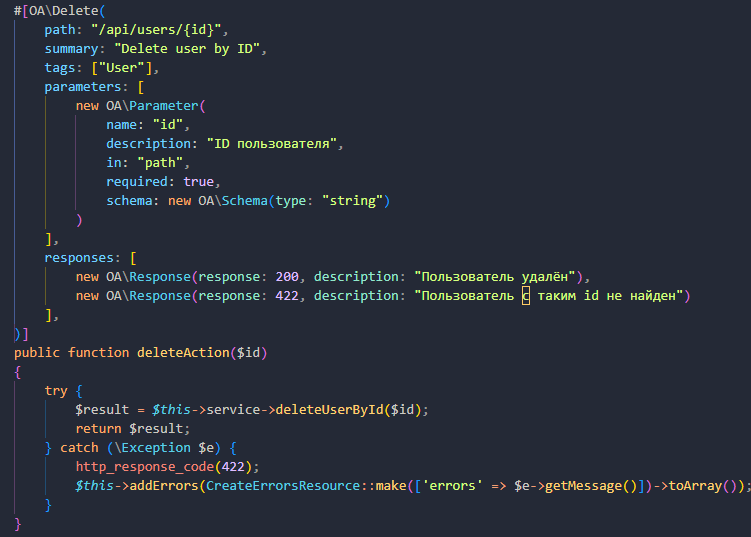 #[OA\Delete(
path: "/api/users/{id}",
summary: "Delete user by ID",
tags: ["User"],
parameters: [
new OA\Parameter(
name: "id",
description: "ID пользователя",
in: "path",
required: true,
schema: new OA\Schema(type: "string")
)
],
responses: [
new OA\Response(response: 200, description: "Пользователь удалён"),
new OA\Response(response: 422, description: "Пользователь с таким id не найден")
],
)]
public function deleteAction($id)
{
try {
$result = $this->service->deleteUserById($id);
return $result;
} catch (\Exception $e) {
http_response_code(422);
$this->addErrors(CreateErrorsResource::make(['errors' => $e->getMessage()])->toArray());
}
}